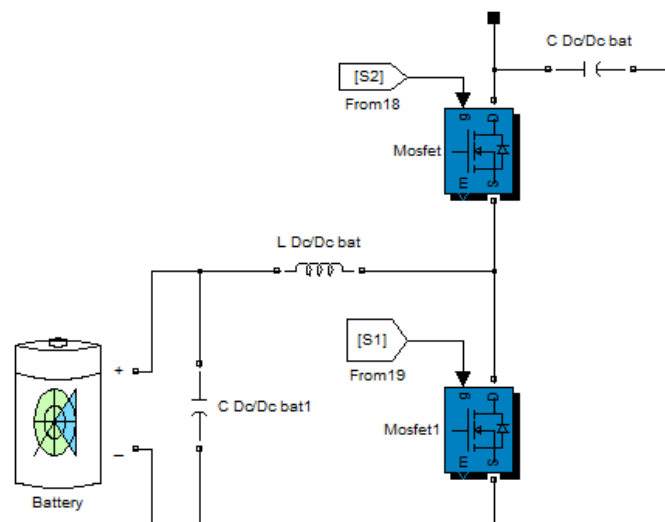 C Dc/Dc bat
[S2]
From18
g
D
Mosfet
m
S
L Dc/Dc bat
[S1]
From19
g
D
+
C Dc/Dc bat1
Mosfet1
–
m
S
Battery